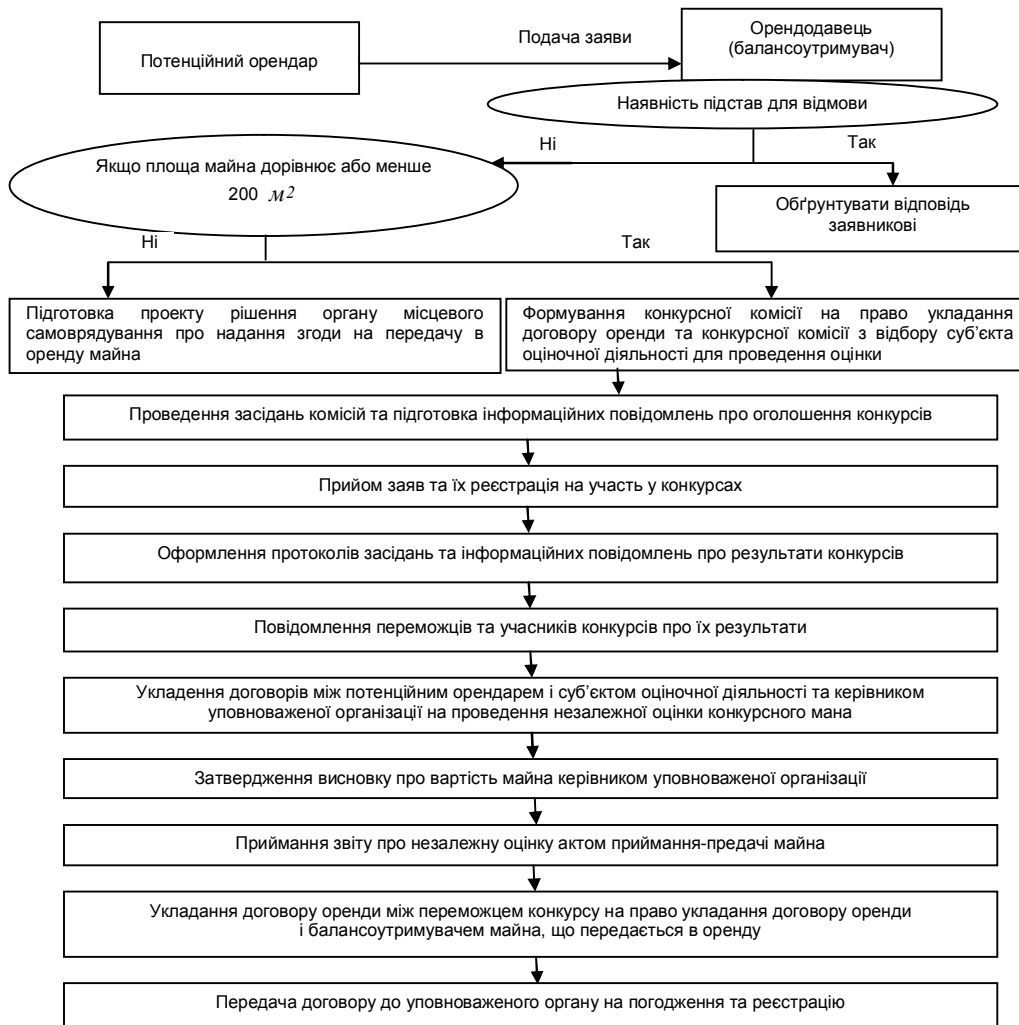 Потенційний орендар
Подача заяви
Орендодавець
(балансоутримувач)
Наявність підстав для відмови
Ні
Так
Якщо площа майна дорівнює або менше
200 м2
Обґрунтувати відповідь
заявникові
Ні
Так
Підготовка проекту рішення органу місцевого
самоврядування про надання згоди на передачу в
оренду майна
Формування конкурсної комісії на право укладання
договору оренди та конкурсної комісії з відбору суб’єкта
оціночної діяльності для проведення оцінки
Проведення засідань комісій та підготовка інформаційних повідомлень про оголошення конкурсів
Прийом заяв та їх реєстрація на участь у конкурсах
Оформлення протоколів засідань та інформаційних повідомлень про результати конкурсів
Повідомлення переможців та учасників конкурсів про їх результати
Укладення договорів між потенційним орендарем і суб’єктом оціночної діяльності та керівником
уповноваженої організації на проведення незалежної оцінки конкурсного мана
Затвердження висновку про вартість майна керівником уповноваженої організації
Приймання звіту про незалежну оцінку актом приймання-предачі майна
Укладання договору оренди між переможцем конкурсу на право укладання договору оренди
і балансоутримувачем майна, що передається в оренду
Передача договору до уповноваженого органу на погодження та реєстрацію